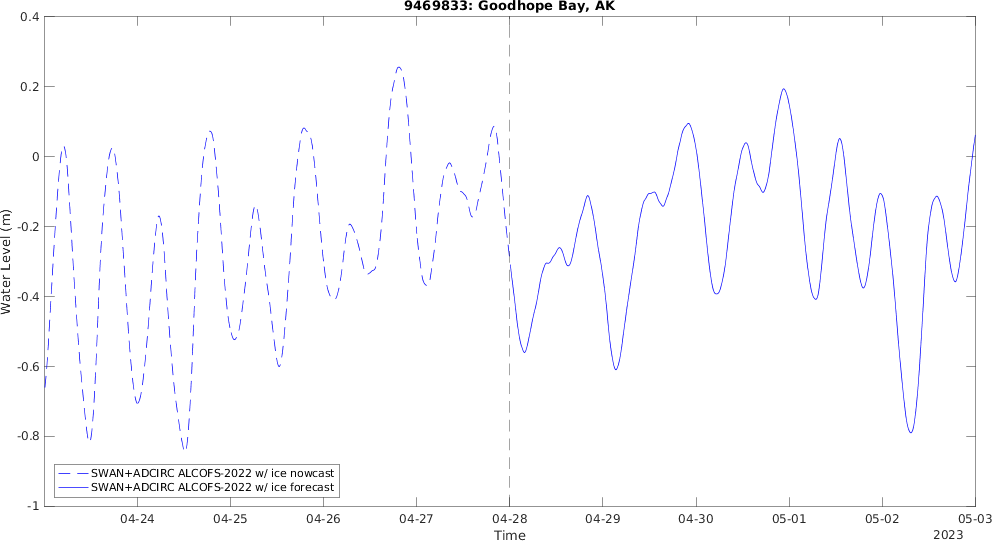 9469833: Goodhope Bay, AK
0.4
0.2
0
-0.2
-0.4
-0.6
-0.8
-1
Water Level (m)
SWAN+ADCIRC ALCOFS-2022 w/ ice nowcast
SWAN+ADCIRC ALCOFS-2022 w/ ice forecast
04-24 04-25 04-26 04-27 04-28 04-29 04-30 05-01 05-02 05-03
Time
2023